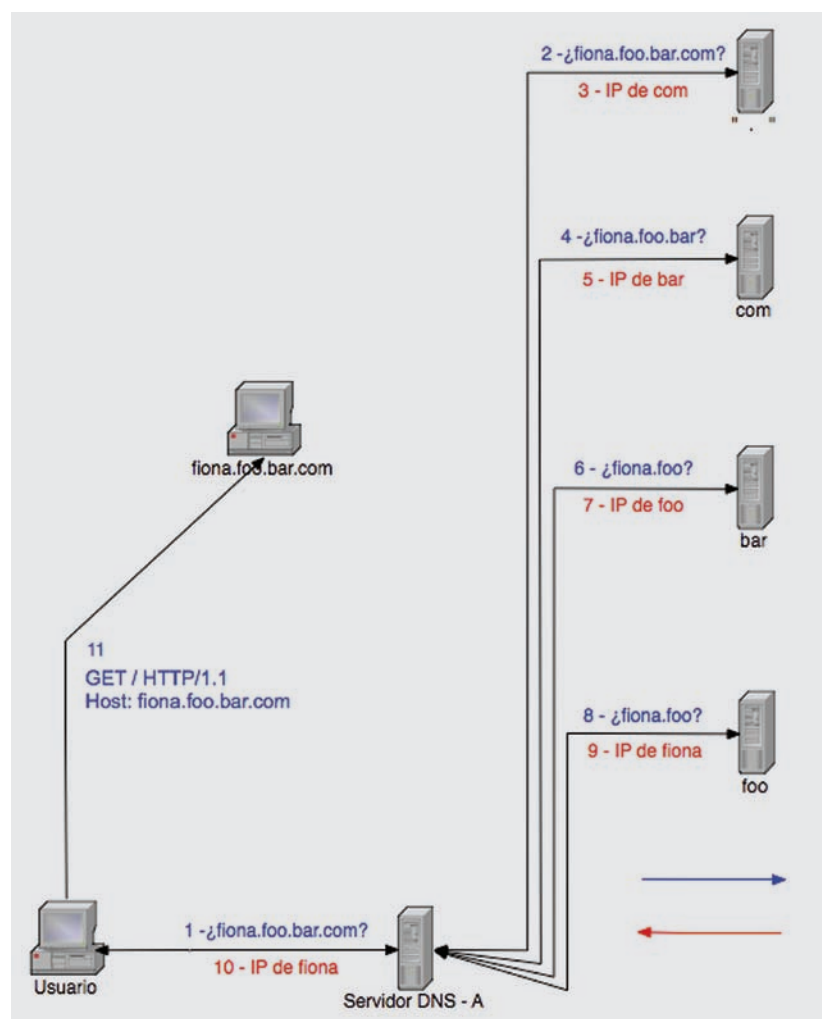 2 -¿fiona.foo.bar.com?
3 - IP de com
" . "
4 -¿fiona.foo.bar?
5 - IP de bar
com
fiona.foo.bar.com
6 - ¿fiona.foo?
7 - IP de foo
bar
11
GET / HTTP/1.1
Host: fiona.foo.bar.com
8 - ¿fiona.foo?
9 - IP de fiona
foo
1 -¿fiona.foo.bar.com?
10 - IP de fiona
Usuario
Servidor DNS - A